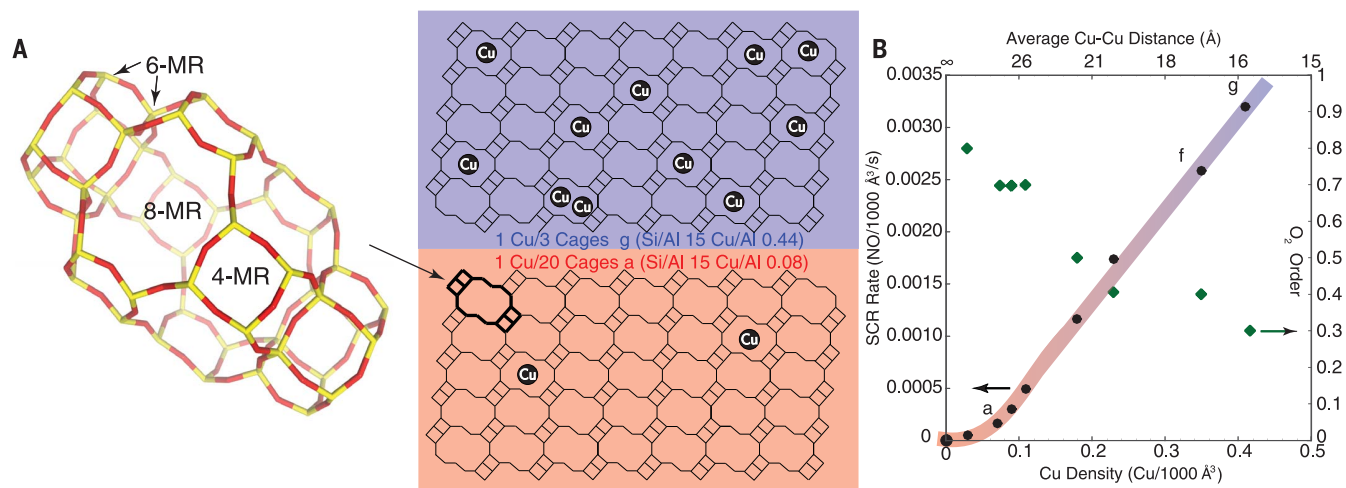 A
6-MR
8-MR
4-MR
Cu
Cu
Cu
Cu
Cu
Cu
Cu
Cu
Cu
Cu
Cu
1 Cu/3 Cages g (Si/Al 15 Cu/Al 0.44)
1 Cu/20 Cages a (Si/Al 15 Cu/Al 0.08)
Cu
Cu
B
Average Cu-Cu Distance (Å)
∞ 26 21 18 15
SCR Rate (NO/1000 Å³/s)
0.0035
0.0030
0.0025
0.0020
0.0015
0.0010
0.0005
0
g
f
a
1
0.9
0.8
0.7
0.6
0.5
0.4
0.3
0.2
0.1
0
O₂ Order
0 0.1 0.2 0.3 0.4 0.5
Cu Density (Cu/1000 Å³)